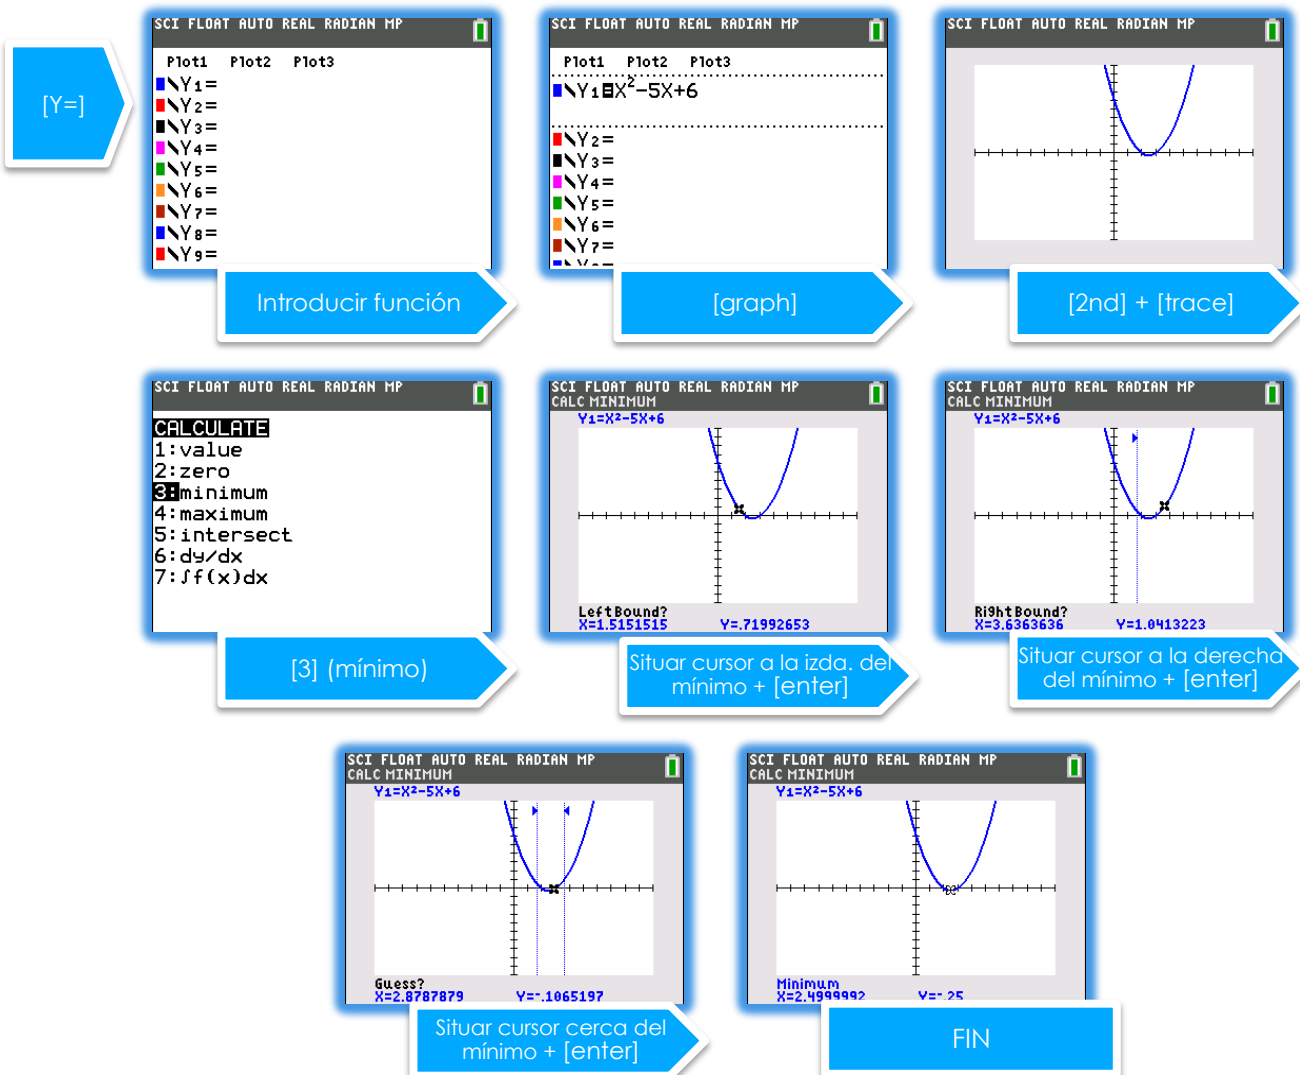 [Y=]
SCI FLOAT AUTO REAL RADIAN MP
Plot1 Plot2 Plot3
\Y1=
\Y2=
\Y3=
\Y4=
\Y5=
\Y6=
\Y7=
\Y8=
\Y9=
Introducir función
SCI FLOAT AUTO REAL RADIAN MP
Plot1 Plot2 Plot3
\Y1=X²-5X+6
\Y2=
\Y3=
\Y4=
\Y5=
\Y6=
\Y7=
[graph]
SCI FLOAT AUTO REAL RADIAN MP
[2nd] + [trace]
SCI FLOAT AUTO REAL RADIAN MP
CALCULATE
1:value
2:zero
3:minimum
4:maximum
5:intersect
6:dy/dx
7:∫f(x)dx
[3] (mínimo)
SCI FLOAT AUTO REAL RADIAN MP
CALC MINIMUM
Y1=X²-5X+6
Left Bound?
X=1.5151515 Y=.71992653
Situar cursor a la izda. del
mínimo + [enter]
SCI FLOAT AUTO REAL RADIAN MP
CALC MINIMUM
Y1=X²-5X+6
Right Bound?
X=3.6363636 Y=1.0413223
Situar cursor a la derecha
del mínimo + [enter]
SCI FLOAT AUTO REAL RADIAN MP
CALC MINIMUM
Y1=X²-5X+6
Guess?
X=2.8787879 Y=-.1065197
Situar cursor cerca del
mínimo + [enter]
SCI FLOAT AUTO REAL RADIAN MP
CALC MINIMUM
Y1=X²-5X+6
Minimum
X=2.4999992 Y=-.25
FIN